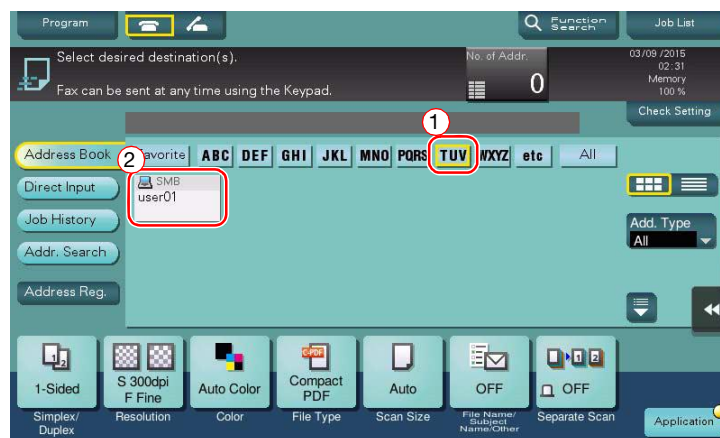 Program
Function
Search
Job List
Select desired destination(s).
Fax can be sent at any time using the Keypad.
No. of Addr.
0
03/09/2015
02:31
Memory
100 %
Check Setting
1
Address Book
2
Favorite
ABC
DEF
GHI
JKL
MNO
PQRS
TUV
WXYZ
etc
All
SMB
user01
Direct Input
Job History
Addr. Search
Address Reg.
Add. Type
All
1-Sided
S 300dpi
F Fine
Auto Color
C-PDF
Compact
PDF
Auto
OFF
OFF
Simplex/
Duplex
Resolution
Color
File Type
Scan Size
File Name/
Subject
Name/Other
Separate Scan
Application
1 2
1 2